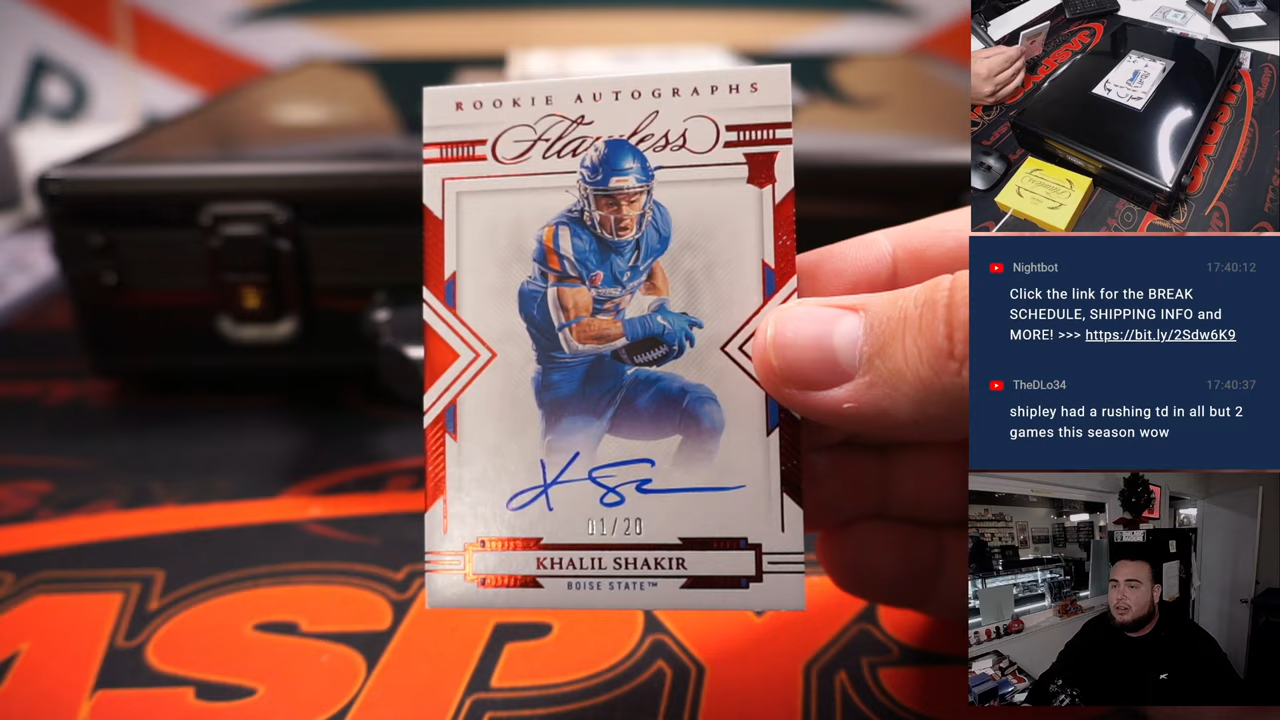 ROOKIE AUTOGRAPHS
Flawless
01/20
KHALIL SHAKIR
BOISE STATE™
JASPY
Nightbot
17:40:12
Click the link for the BREAK
SCHEDULE, SHIPPING INFO and
MORE! >>> https://bit.ly/2Sdw6K9
TheDLo34
17:40:37
shipley had a rushing td in all but 2
games this season wow